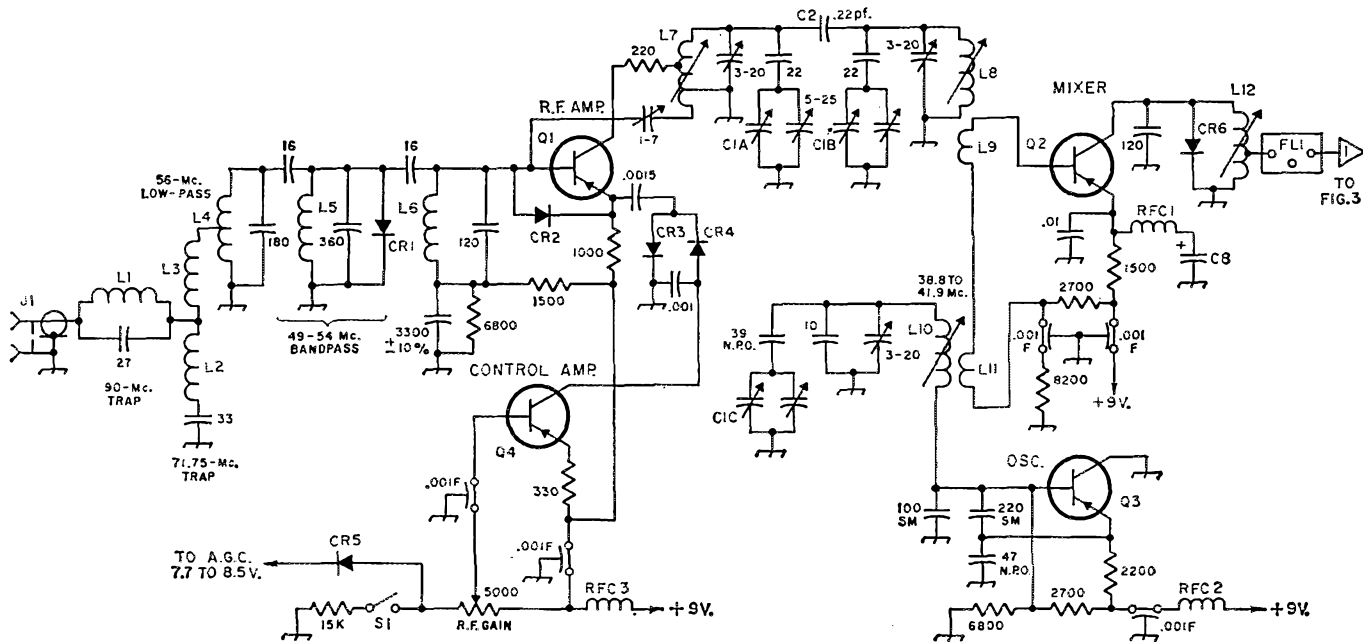 C2
.22pf.
L7
220
3-20
22
22
3-20
L8
5-25
C1A
C1B
1-7
R.F. AMP.
Q1
MIXER
Q2
L12
CR6
120
FL1
1
TO
FIG.3
L9
16
16
56-Mc.
LOW-PASS
L4
L5
L6
180
360
CR1
120
CR2
.0015
CR3
CR4
1000
.001
L3
L1
J1
27
90-Mc.
TRAP
L2
33
71.75-Mc.
TRAP
49-54 Mc.
BANDPASS
3300
±10%
6800
1500
.01
RFC1
+
C8
1500
2700
.001
F
.001
F
8200
+9V.
38.8 TO
41.9 Mc.
39
N.P.O.
10
3-20
L10
L11
C1C
CONTROL AMP.
Q4
330
.001F
.001F
OSC.
Q3
100
SM
220
SM
47
N.P.O.
2200
2700
6800
.001F
RFC2
+9V.
TO A.G.C.
7.7 TO 8.5 V.
CR5
15K
S1
5000
R.F. GAIN
RFC3
+9V.